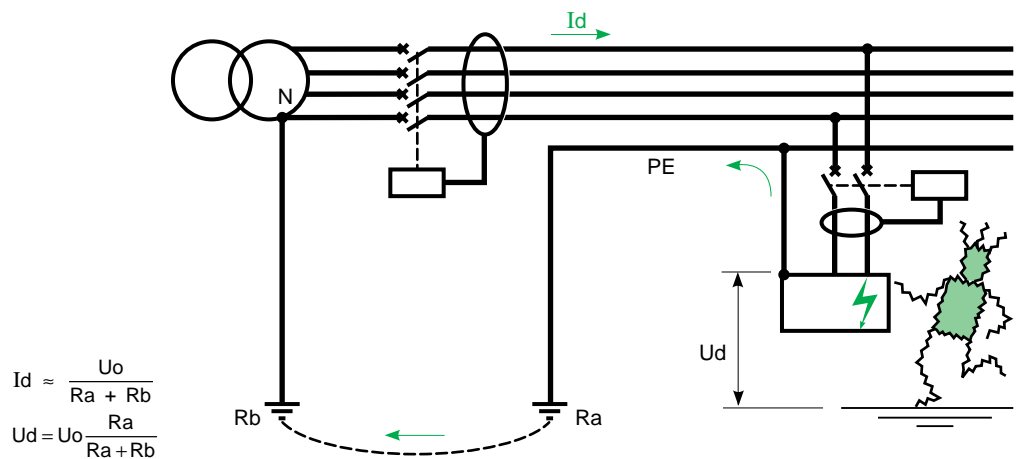 Id
N
PE
Ud
Id ≈ Uo
Ra + Rb
Rb
Ra
Ud = Uo Ra
Ra + Rb